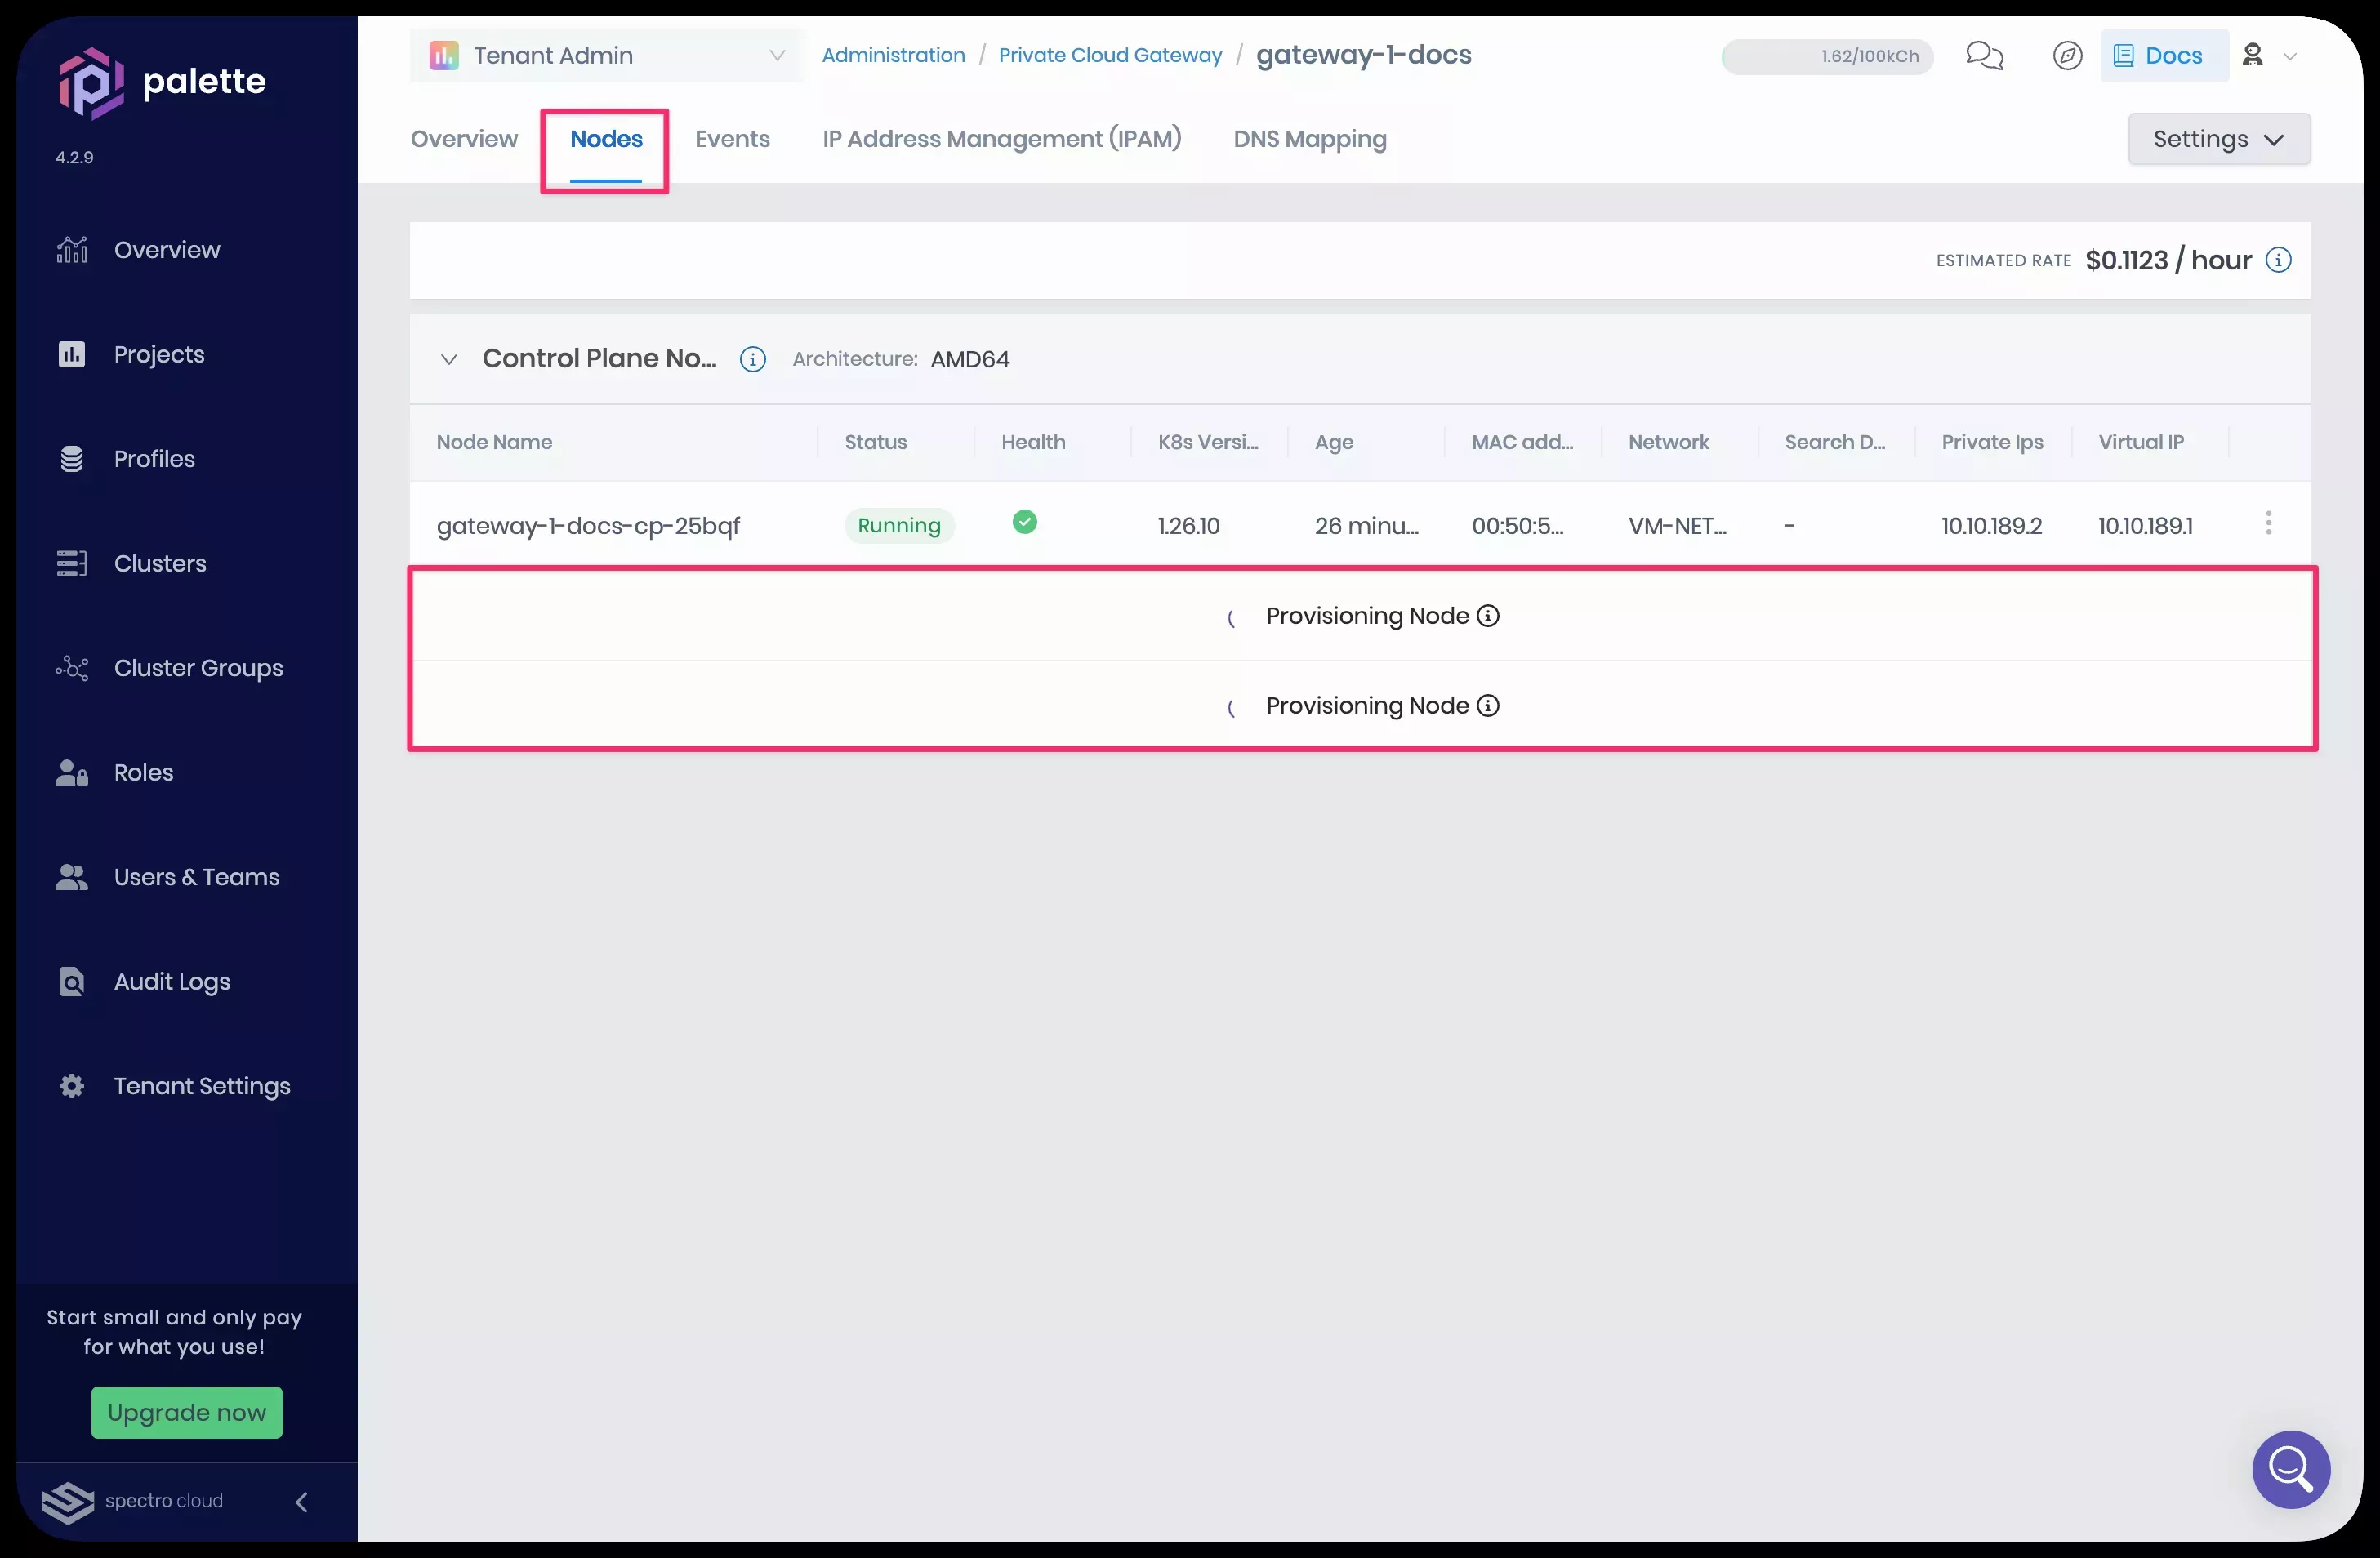 palette
4.2.9
Overview
Projects
Profiles
Clusters
Cluster Groups
Roles
Users & Teams
Audit Logs
Tenant Settings
Start small and only pay
for what you use!
Upgrade now
spectro cloud
Tenant Admin
Administration / Private Cloud Gateway / gateway-1-docs
1.62/100kCh
Docs
Overview Nodes Events IP Address Management (IPAM) DNS Mapping
Settings
ESTIMATED RATE $0.1123 / hour
Control Plane No... Architecture: AMD64
Node Name Status Health K8s Versi... Age MAC add... Network Search D... Private Ips Virtual IP
gateway-1-docs-cp-25bqf Running 1.26.10 26 minu... 00:50:5... VM-NET... - 10.10.189.2 10.10.189.1
Provisioning Node
Provisioning Node